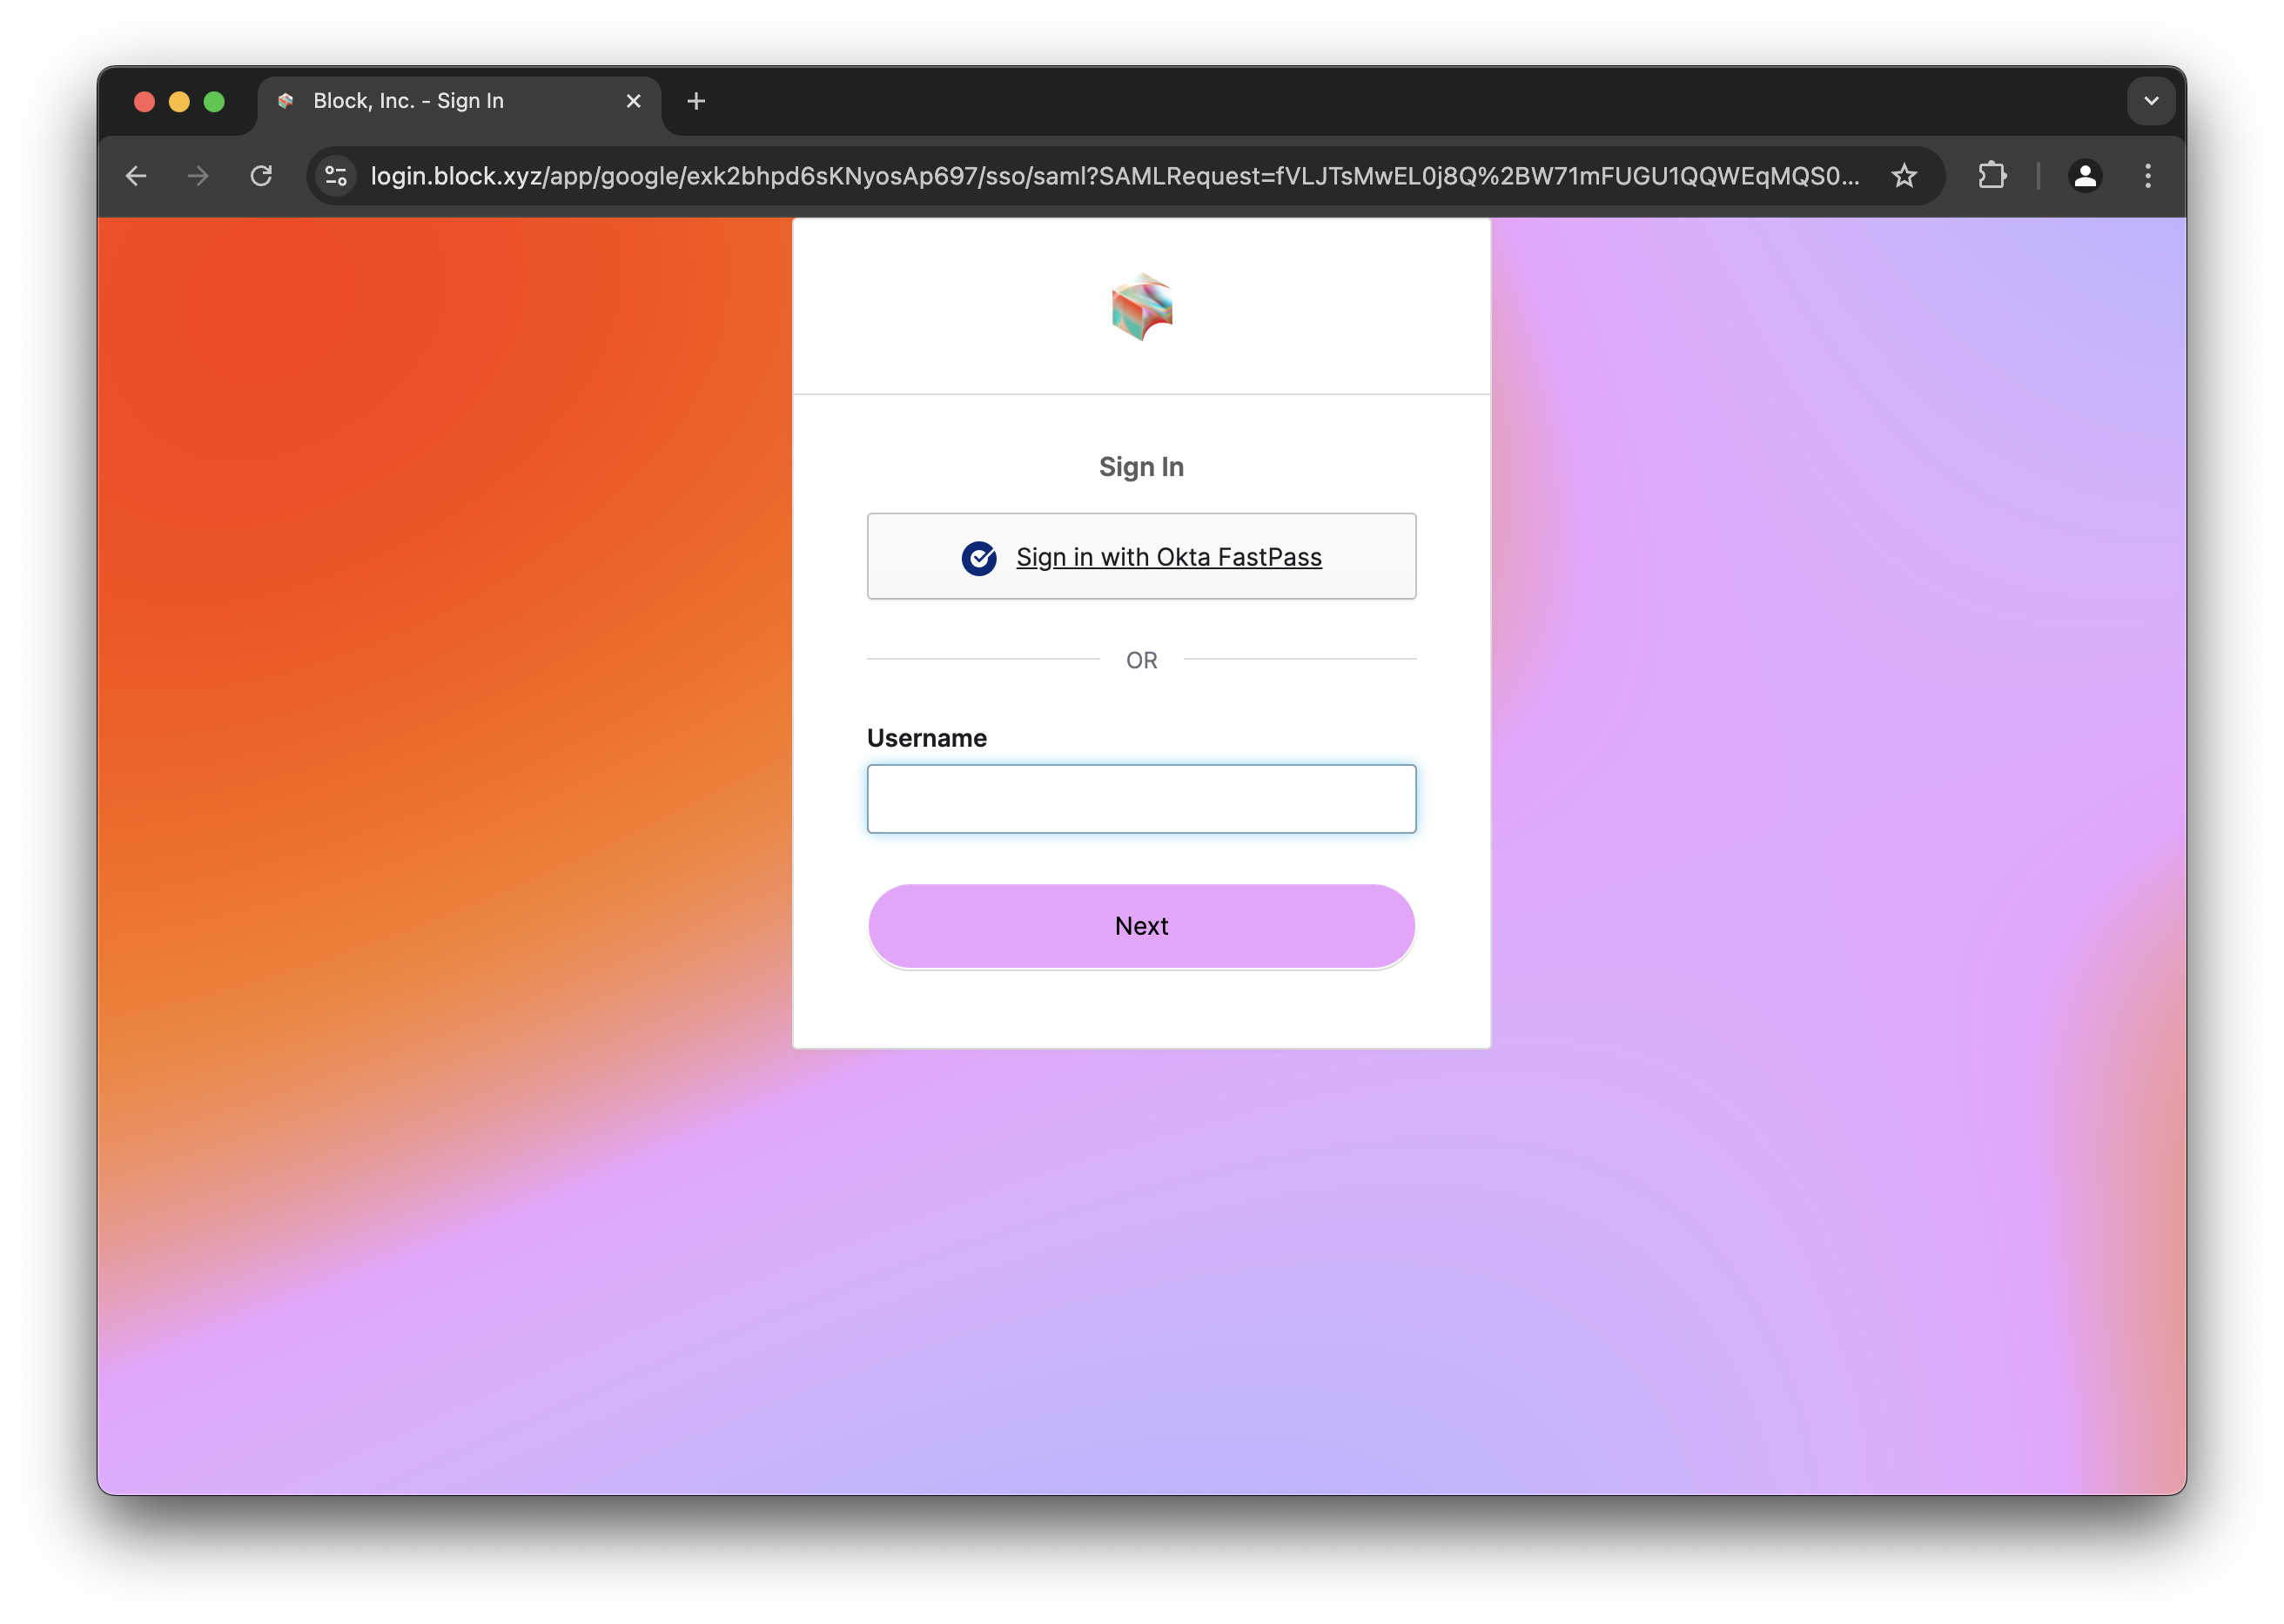 Block, Inc. - Sign In
login.block.xyz/app/google/exk2bhpd6sKNyosAp697/sso/saml?SAMLRequest=fVLJTsMwEL0j8Q%2BW71mFUGU1QQWEqMQS0...
Sign In
Sign in with Okta FastPass
OR
Username
Next